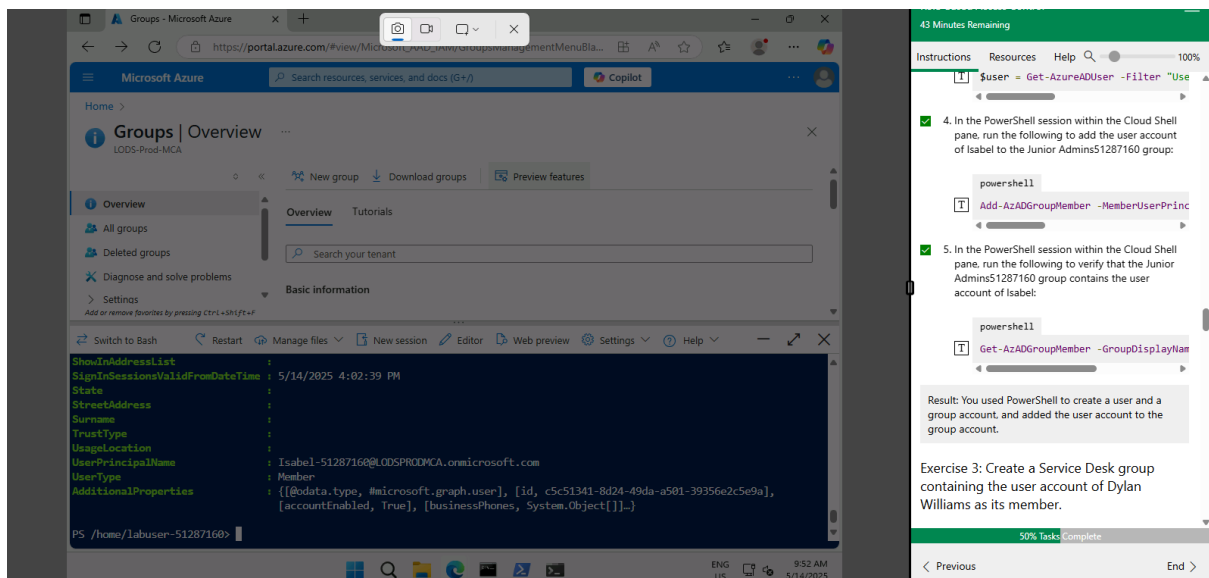 Groups - Microsoft Azure
https://portal.azure.com/#view/Microsoft_AAD_IAM/GroupsManagementMenuBla...
Microsoft Azure
Search resources, services, and docs (G+/)
Copilot
Home >
Groups | Overview
LODS-Prod-MCA
New group
Download groups
Preview features
Overview
All groups
Deleted groups
Diagnose and solve problems
Settings
Add or remove favorites by pressing Ctrl+Shift+F
Overview
Tutorials
Search your tenant
Basic information
Switch to Bash
Restart
Manage files
New session
Editor
Web preview
Settings
Help
ShowInAddressList :
SignInSessionsValidFromDateTime : 5/14/2025 4:02:39 PM
State :
StreetAddress :
Surname :
TrustType :
UsageLocation :
UserPrincipalName : Isabel-51287160@LODSPRODMCA.onmicrosoft.com
UserType : Member
AdditionalProperties : {[@odata.type, #microsoft.graph.user], [id, c5c51341-8d24-49da-a501-39356e2c5e9a],
[accountEnabled, True], [businessPhones, System.Object[]]…}
PS /home/labuser-51287160>
ENG
US
9:52 AM
5/14/2025
43 Minutes Remaining
Instructions
Resources
Help
100%
$user = Get-AzureADUser -Filter "Use
4. In the PowerShell session within the Cloud Shell
pane, run the following to add the user account
of Isabel to the Junior Admins51287160 group:
powershell
T
Add-AzADGroupMember -MemberUserPrinc
5. In the PowerShell session within the Cloud Shell
pane, run the following to verify that the Junior
Admins51287160 group contains the user
account of Isabel:
powershell
T
Get-AzADGroupMember -GroupDisplayNam
Result: You used PowerShell to create a user and a
group account, and added the user account to the
group account.
Exercise 3: Create a Service Desk group
containing the user account of Dylan
Williams as its member.
50% Tasks Complete
< Previous
End >